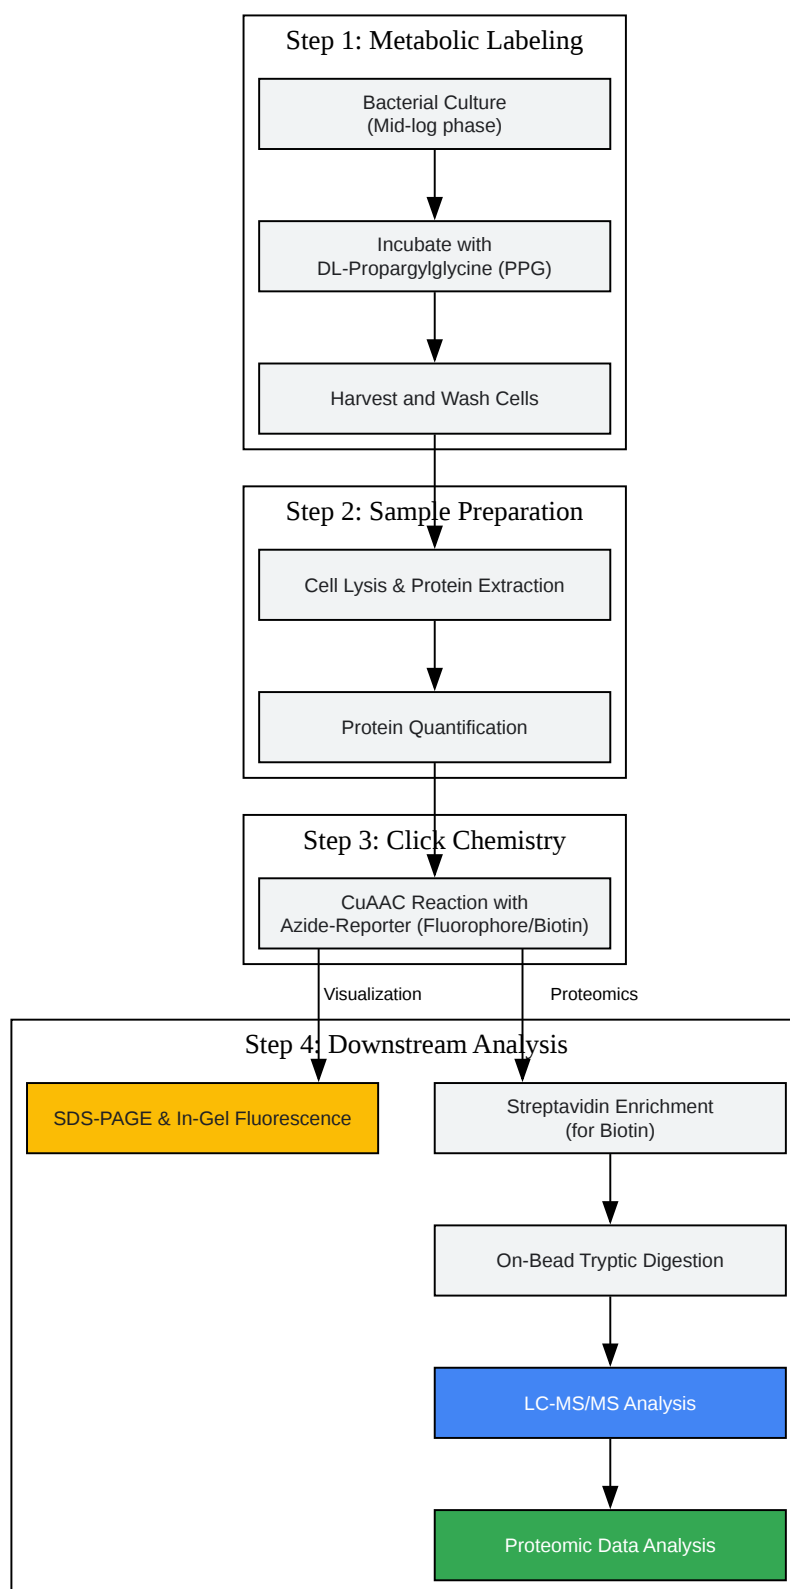 Step 1: Metabolic Labeling
Bacterial Culture
(Mid-log phase)
Incubate with
DL-Propargylglycine (PPG)
Harvest and Wash Cells
Step 2: Sample Preparation
Cell Lysis & Protein Extraction
Protein Quantification
Step 3: Click Chemistry
CuAAC Reaction with
Azide-Reporter (Fluorophore/Biotin)
Visualization
Proteomics
Step 4: Downstream Analysis
SDS-PAGE & In-Gel Fluorescence
Streptavidin Enrichment
(for Biotin)
On-Bead Tryptic Digestion
LC-MS/MS Analysis
Proteomic Data Analysis